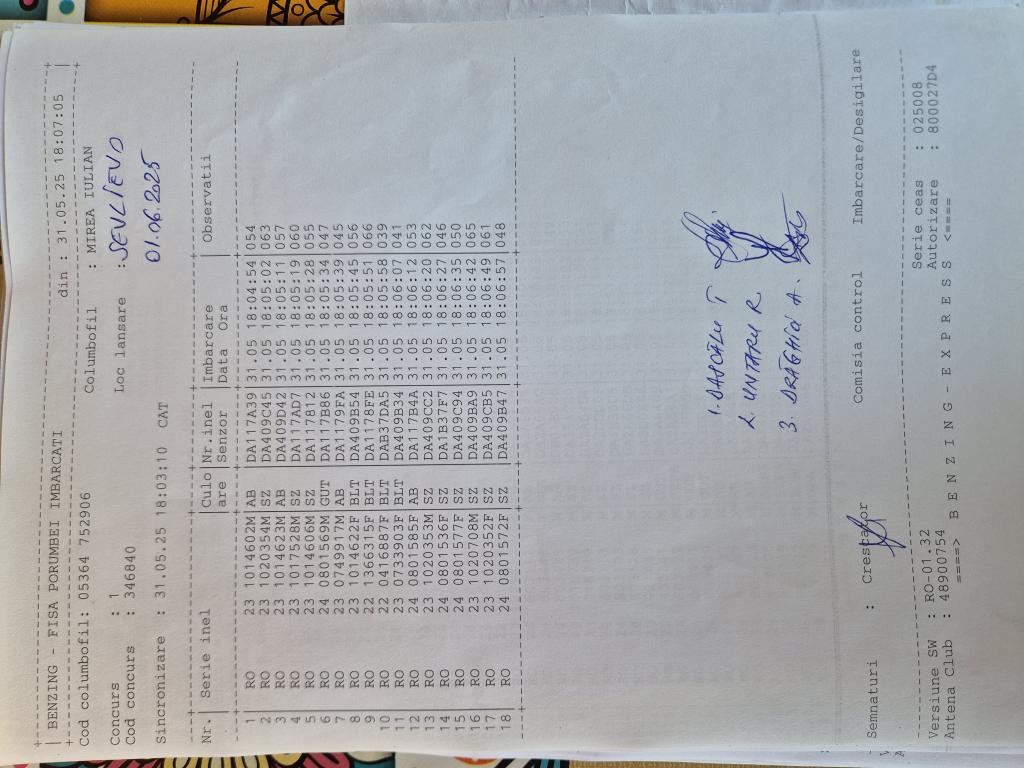 | BENZING - FISA PORUMBEI IMBARCATI din : 31.05.25 18:07:05 |
Cod columbofil: 05364 752906 Columbofil : MIREA IULIAN
Concurs : 1 Loc lansare : SEVLIEVO
Cod concurs : 346840 01.06.2025
Sincronizare : 31.05.25 18:03:10 CAT
Nr. | Serie inel |Culo|Nr.inel |Imbarcare | Observatii
|are |Senzor |Data Ora |
1 | RO 23 1014602M| AB |DA117A39|31.05 18:04:54| 054
2 | RO 23 1020354M| SZ |DA409C45|31.05 18:05:02| 063
3 | RO 23 1014623M| AB |DA409D42|31.05 18:05:11| 057
4 | RO 23 1017528M| SZ |DA117AD7|31.05 18:05:19| 060
5 | RO 23 1014606M| SZ |DA117812|31.05 18:05:28| 055
6 | RO 24 0801569M| GUT|DA117B86|31.05 18:05:34| 047
7 | RO 23 0749917M| AB |DA1179FA|31.05 18:05:39| 045
8 | RO 23 1014622F| BLT|DA409B54|31.05 18:05:45| 056
9 | RO 22 1366315F| BLT|DA1178FE|31.05 18:05:51| 066
10 | RO 22 0416887F| BLT|DAB37DA5|31.05 18:05:58| 039
11 | RO 23 0733903F| BLT|DA409B34|31.05 18:06:07| 041
12 | RO 24 0801585F| AB |DA117B4A|31.05 18:06:12| 053
13 | RO 23 1020353M| SZ |DA409CC2|31.05 18:06:20| 062
14 | RO 24 0801536F| SZ |DA1B37F7|31.05 18:06:27| 046
15 | RO 24 0801577F| SZ |DA409C94|31.05 18:06:35| 050
16 | RO 23 1020708M| SZ |DA409BA9|31.05 18:06:42| 065
17 | RO 23 1020352F| SZ |DA409CB5|31.05 18:06:49| 061
18 | RO 24 0801572F| SZ |DA409B47|31.05 18:06:57| 048
1. DASCALU T
2. UNTARU R
3. DRAGHICI A.
Semnaturi : Crescator Comisia control Imbarcare/Desigilare
Versiune SW : RO-01.32 Serie ceas : 025008
Antena Club : 48900754 Autorizare : 800027D4
====> B E N Z I N G - E X P R E S S <====